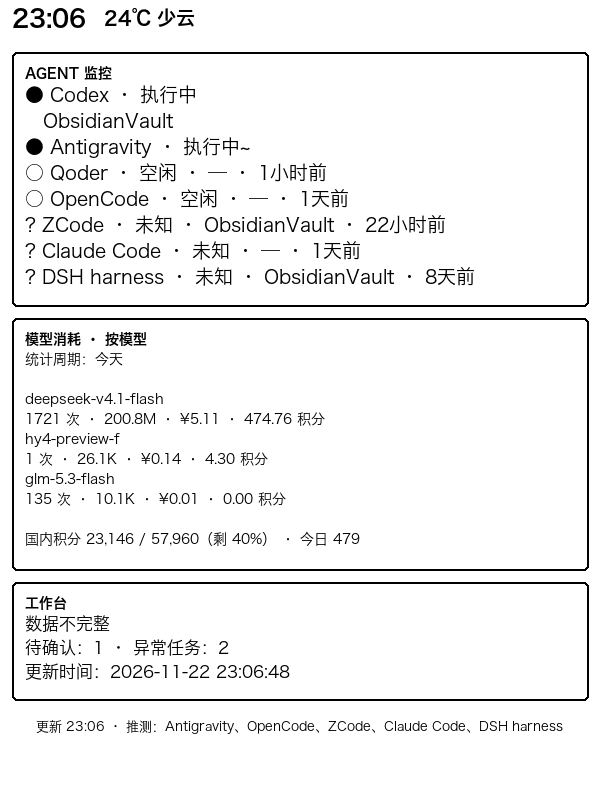 23:06 24℃ 少云
AGENT 监控
● Codex · 执行中
ObsidianVault
● Antigravity · 执行中~
○ Qoder · 空闲 · — · 1小时前
○ OpenCode · 空闲 · — · 1天前
? ZCode · 未知 · ObsidianVault · 22小时前
? Claude Code · 未知 · — · 1天前
? DSH harness · 未知 · ObsidianVault · 8天前
模型消耗 · 按模型
统计周期：今天
deepseek-v4.1-flash
1721 次 · 200.8M · ¥5.11 · 474.76 积分
hy4-preview-f
1 次 · 26.1K · ¥0.14 · 4.30 积分
glm-5.3-flash
135 次 · 10.1K · ¥0.01 · 0.00 积分
国内积分 23,146 / 57,960（剩 40%） · 今日 479
工作台
数据不完整
待确认：1 · 异常任务：2
更新时间：2026-11-22 23:06:48
更新 23:06 · 推测：Antigravity、OpenCode、ZCode、Claude Code、DSH harness